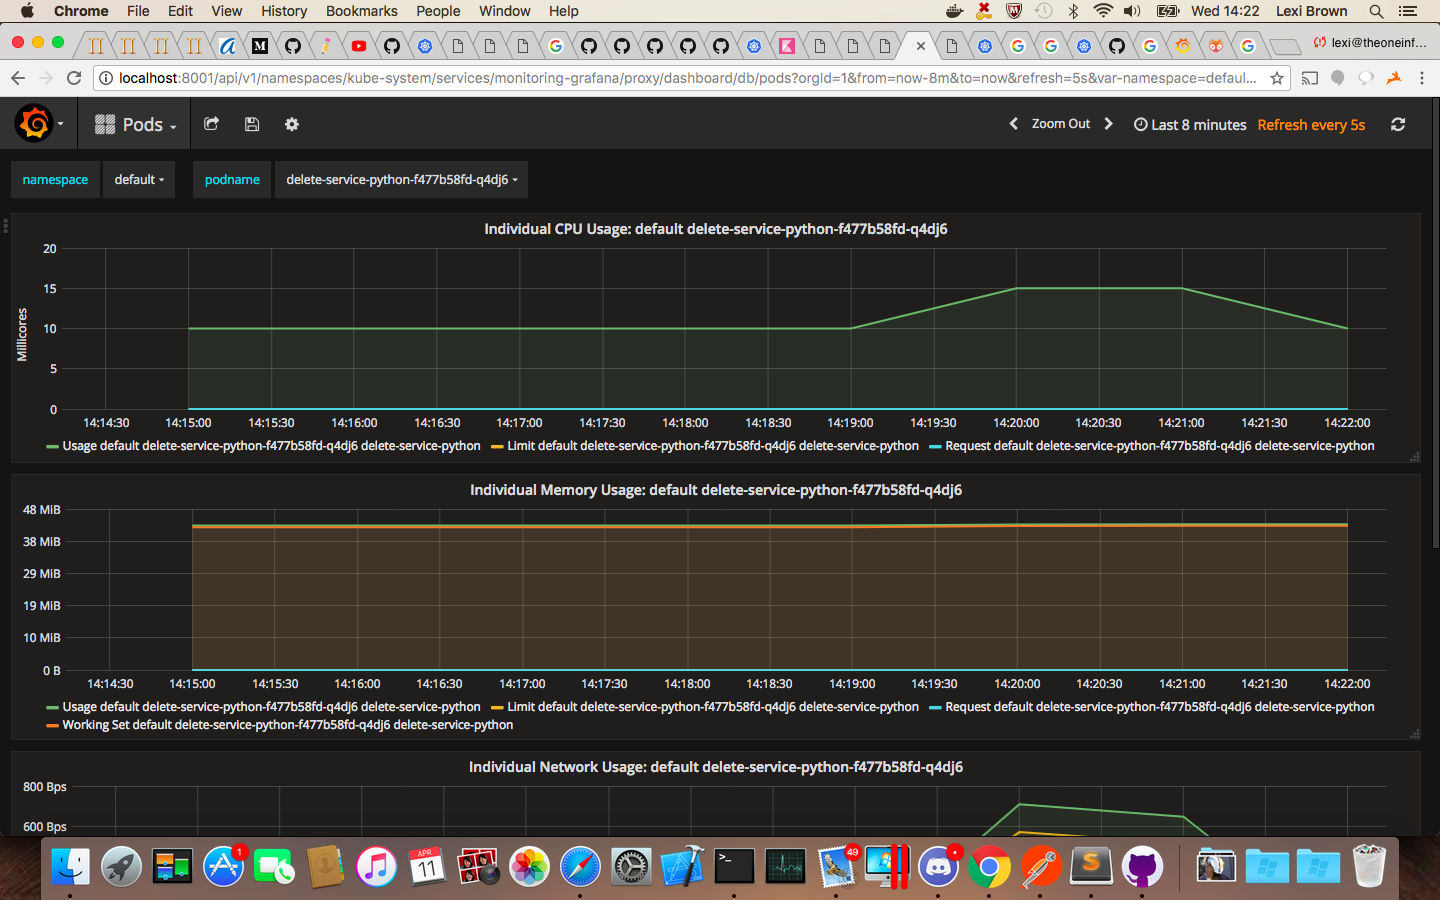 Chrome File Edit View History Bookmarks People Window Help Wed 14:22 Lexi Brown
lexi@theoneinf...
localhost:8001/api/v1/namespaces/kube-system/services/monitoring-grafana/proxy/dashboard/db/pods?orgId=1&from=now-8m&to=now&refresh=5s&var-namespace=defaul...
Pods Zoom Out Last 8 minutes Refresh every 5s
namespace default podname delete-service-python-f477b58fd-q4dj6
Individual CPU Usage: default delete-service-python-f477b58fd-q4dj6
Millicores
20
15
10
5
0
14:14:30 14:15:00 14:15:30 14:16:00 14:16:30 14:17:00 14:17:30 14:18:00 14:18:30 14:19:00 14:19:30 14:20:00 14:20:30 14:21:00 14:21:30 14:22:00
Usage default delete-service-python-f477b58fd-q4dj6 delete-service-python Limit default delete-service-python-f477b58fd-q4dj6 delete-service-python Request default delete-service-python-f477b58fd-q4dj6 delete-service-python
Individual Memory Usage: default delete-service-python-f477b58fd-q4dj6
48 MiB
38 MiB
29 MiB
19 MiB
10 MiB
0 B
14:14:30 14:15:00 14:15:30 14:16:00 14:16:30 14:17:00 14:17:30 14:18:00 14:18:30 14:19:00 14:19:30 14:20:00 14:20:30 14:21:00 14:21:30 14:22:00
Usage default delete-service-python-f477b58fd-q4dj6 delete-service-python Limit default delete-service-python-f477b58fd-q4dj6 delete-service-python Request default delete-service-python-f477b58fd-q4dj6 delete-service-python
Working Set default delete-service-python-f477b58fd-q4dj6 delete-service-python
Individual Network Usage: default delete-service-python-f477b58fd-q4dj6
800 Bps
600 Bps
1
APR
11
49